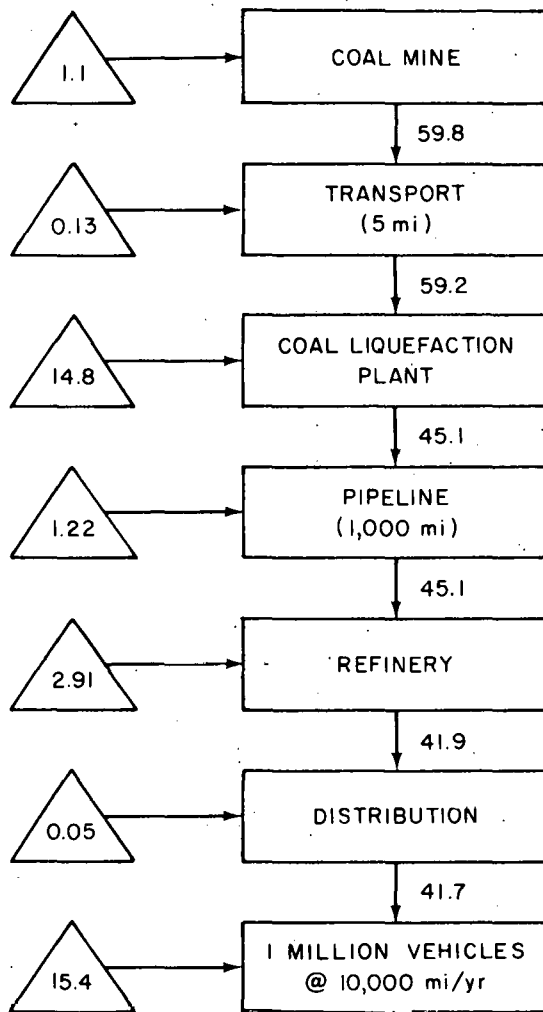 1.1
COAL MINE
59.8
0.13
TRANSPORT
(5 mi)
59.2
14.8
COAL LIQUEFACTION
PLANT
45.1
1.22
PIPELINE
(1,000 mi)
45.1
2.91
REFINERY
41.9
0.05
DISTRIBUTION
41.7
15.4
1 MILLION VEHICLES
@ 10,000 mi/yr